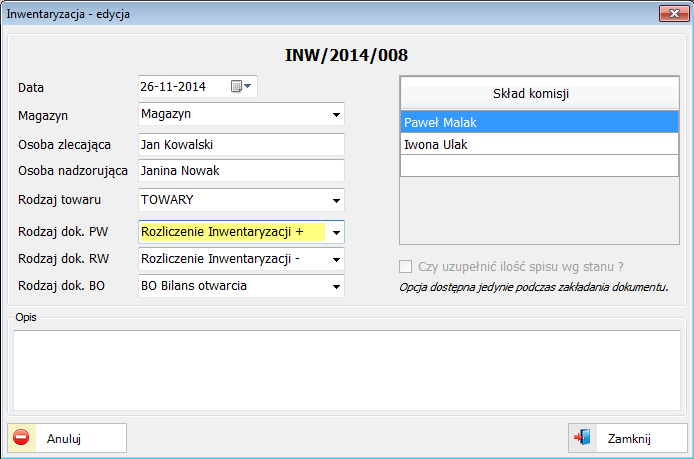 Inwentaryzacja - edycja
INW/2014/008
Data
26-11-2014
Magazyn
Magazyn
Osoba zlecająca
Jan Kowalski
Osoba nadzorująca
Janina Nowak
Rodzaj towaru
TOWARY
Rodzaj dok. PW
Rozliczenie Inwentaryzacji +
Rodzaj dok. RW
Rozliczenie Inwentaryzacji -
Rodzaj dok. BO
BO Bilans otwarcia
Skład komisji
Paweł Malak
Iwona Ulak
Czy uzupełnić ilość spisu wg stanu ?
Opcja dostępna jedynie podczas zakładania dokumentu.
Opis
Anuluj
Zamknij